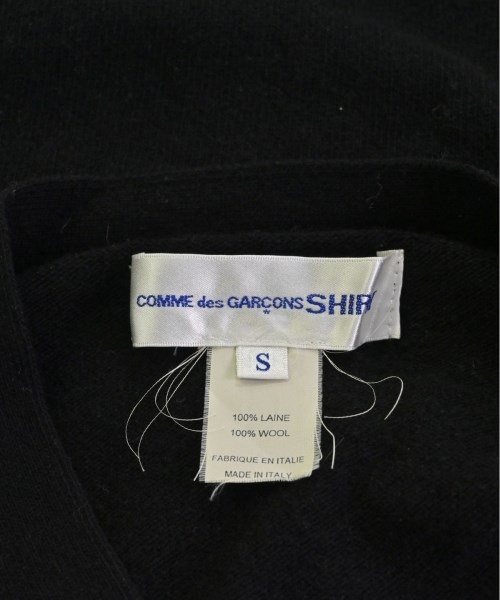 COMME des GARÇONS SHIRT
S
100% LAINE
100% WOOL
FABRIQUE EN ITALIE
MADE IN ITALY